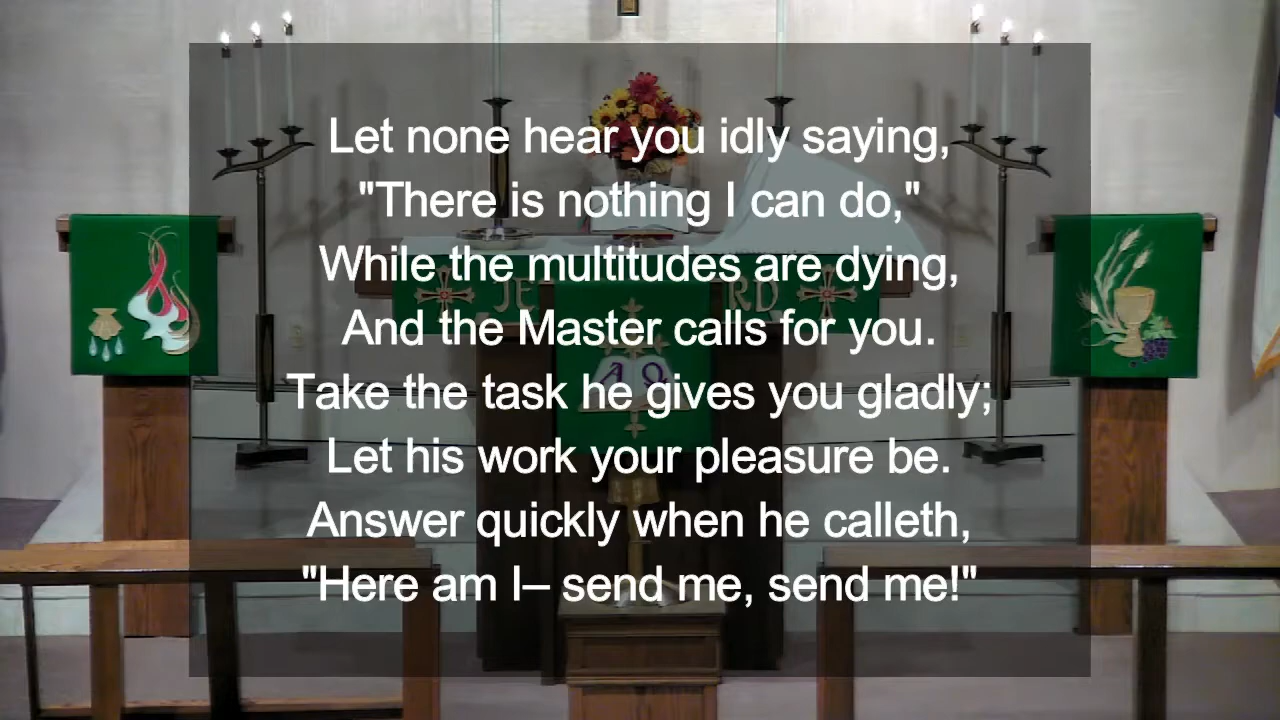 Let none hear you idly saying,
"There is nothing I can do,"
While the multitudes are dying,
And the Master calls for you.
Take the task he gives you gladly;
Let his work your pleasure be.
Answer quickly when he calleth,
"Here am I– send me, send me!"
JE
RD
Α Ω